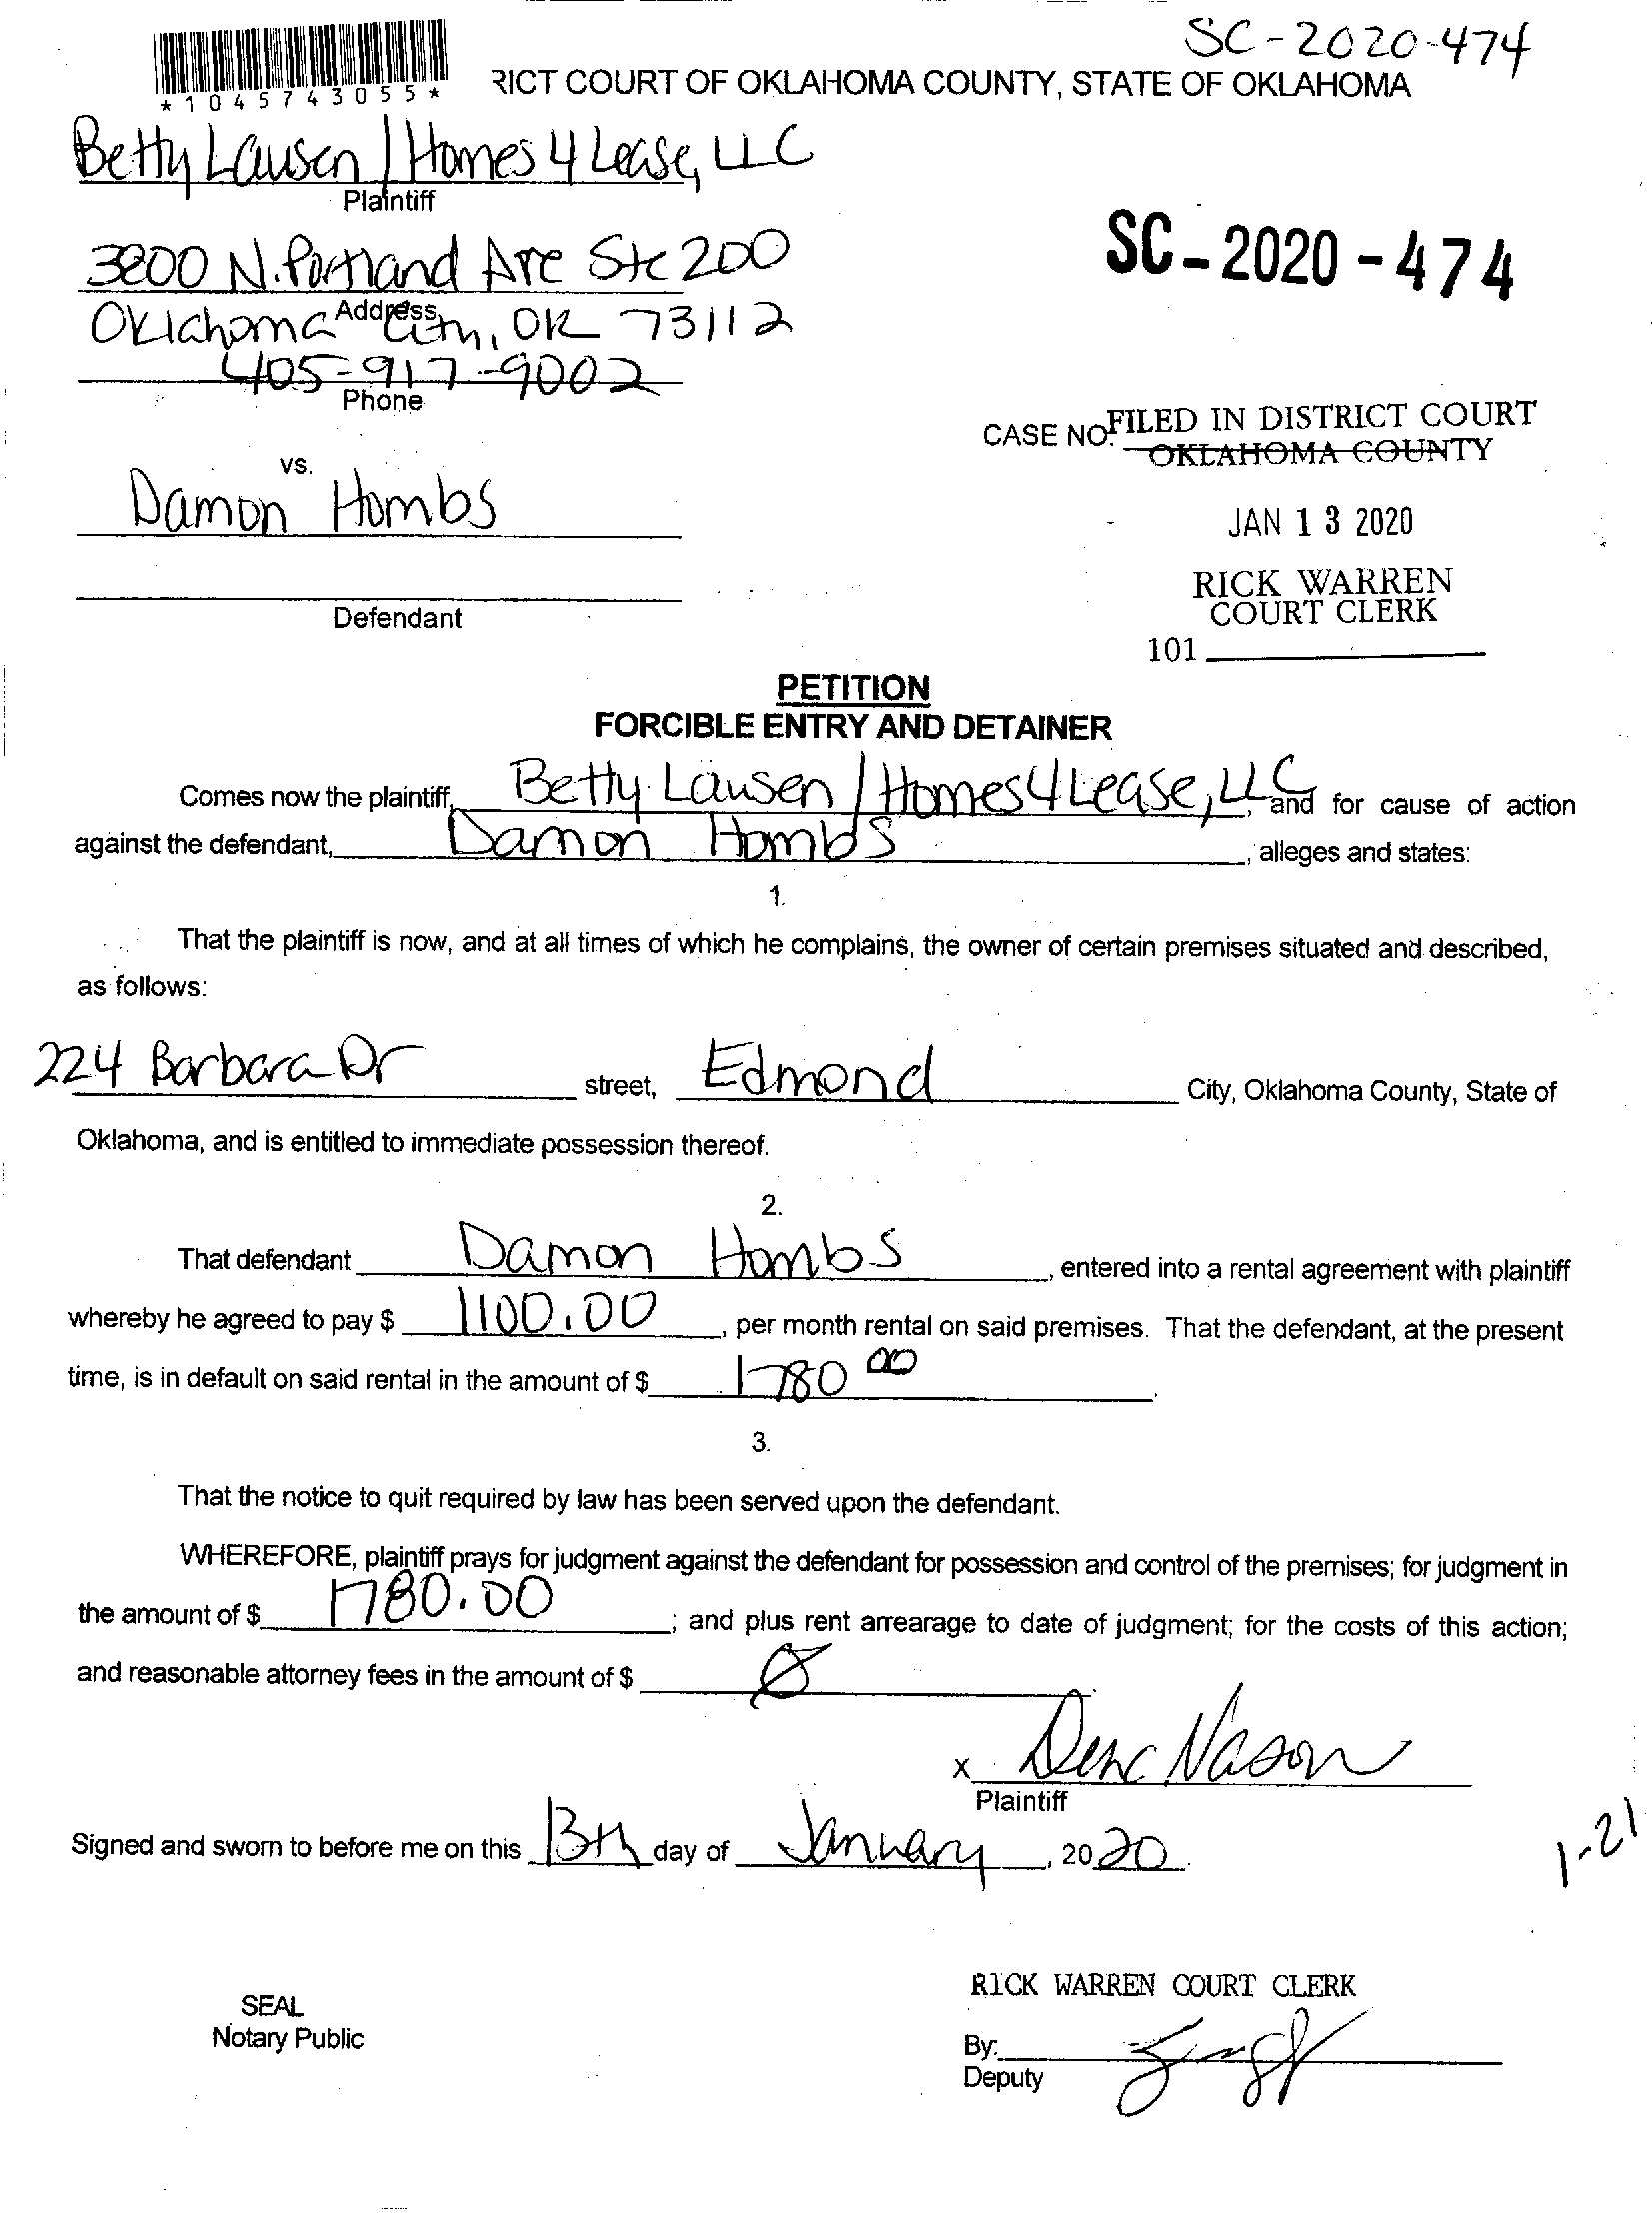 SC-2020-474
*1045743055*
RICT COURT OF OKLAHOMA COUNTY, STATE OF OKLAHOMA
Betty Lausen / Homes 4 Lease, LLC
Plaintiff
3800 N. Portland Ave Ste 200
SC-2020-474
Address
Oklahoma City, OK 73112
405-917-9002
Phone
CASE NO. FILED IN DISTRICT COURT
OKLAHOMA COUNTY
vs.
Damon Hombs
JAN 13 2020
RICK WARREN
COURT CLERK
Defendant
101
PETITION
FORCIBLE ENTRY AND DETAINER
Comes now the plaintiff, Betty Lausen / Homes 4 Lease, LLC, and for cause of action
against the defendant, Damon Hombs, alleges and states:
1.
That the plaintiff is now, and at all times of which he complains, the owner of certain premises situated and described,
as follows:
224 Barbara Dr street, Edmond City, Oklahoma County, State of
Oklahoma, and is entitled to immediate possession thereof.
2.
That defendant Damon Hombs, entered into a rental agreement with plaintiff
whereby he agreed to pay $ 1100.00, per month rental on said premises. That the defendant, at the present
time, is in default on said rental in the amount of $ 1780 00.
3.
That the notice to quit required by law has been served upon the defendant.
WHEREFORE, plaintiff prays for judgment against the defendant for possession and control of the premises; for judgment in
the amount of $ 1780.00; and plus rent arrearage to date of judgment; for the costs of this action;
and reasonable attorney fees in the amount of $ Ø
X Nason
Plaintiff
Signed and sworn to before me on this 13th day of January, 2020.
1-21
RICK WARREN COURT CLERK
SEAL
Notary Public
By:
Deputy